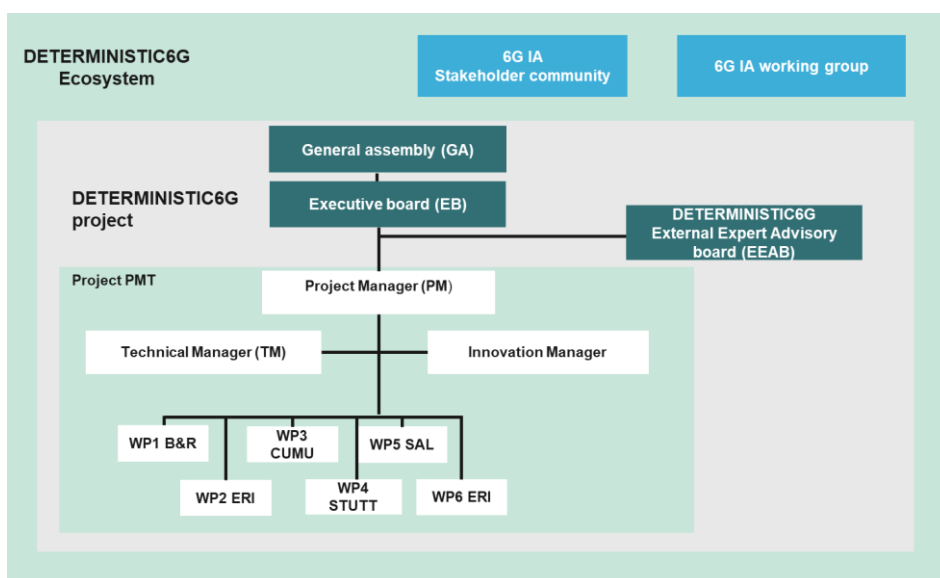 DETERMINISTIC6G
Ecosystem
6G IA
Stakeholder community
6G IA working group
General assembly (GA)
DETERMINISTIC6G
project
Executive board (EB)
DETERMINISTIC6G
External Expert Advisory
board (EEAB)
Project PMT
Project Manager (PM)
Technical Manager (TM)
Innovation Manager
WP1 B&R
WP3
CUMU
WP5 SAL
WP2 ERI
WP4
STUTT
WP6 ERI